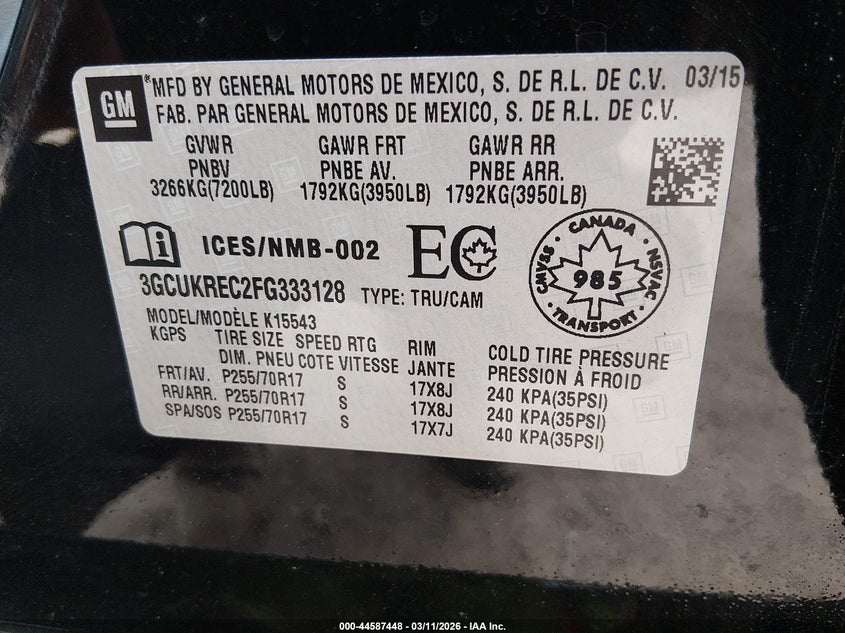 GM
® MFD BY GENERAL MOTORS DE MEXICO, S. DE R.L. DE C.V. 03/15
FAB. PAR GENERAL MOTORS DE MEXICO, S. DE R.L. DE C.V.
GVWR GAWR FRT GAWR RR
PNBV PNBE AV. PNBE ARR.
3266KG(7200LB) 1792KG(3950LB) 1792KG(3950LB)
i ICES/NMB-002 EC
CANADA
CMVSS 985 NSVAC
TRANSPORT
3GCUKREC2FG333128 TYPE: TRU/CAM
MODEL/MODÈLE K15543
KGPS TIRE SIZE SPEED RTG RIM COLD TIRE PRESSURE
DIM. PNEU COTE VITESSE JANTE PRESSION À FROID
FRT/AV. P255/70R17 S 17X8J 240 KPA(35PSI)
RR/ARR. P255/70R17 S 17X8J 240 KPA(35PSI)
SPA/SOS P255/70R17 S 17X7J 240 KPA(35PSI)
000-44587448 - 03/11/2026 - IAA Inc.